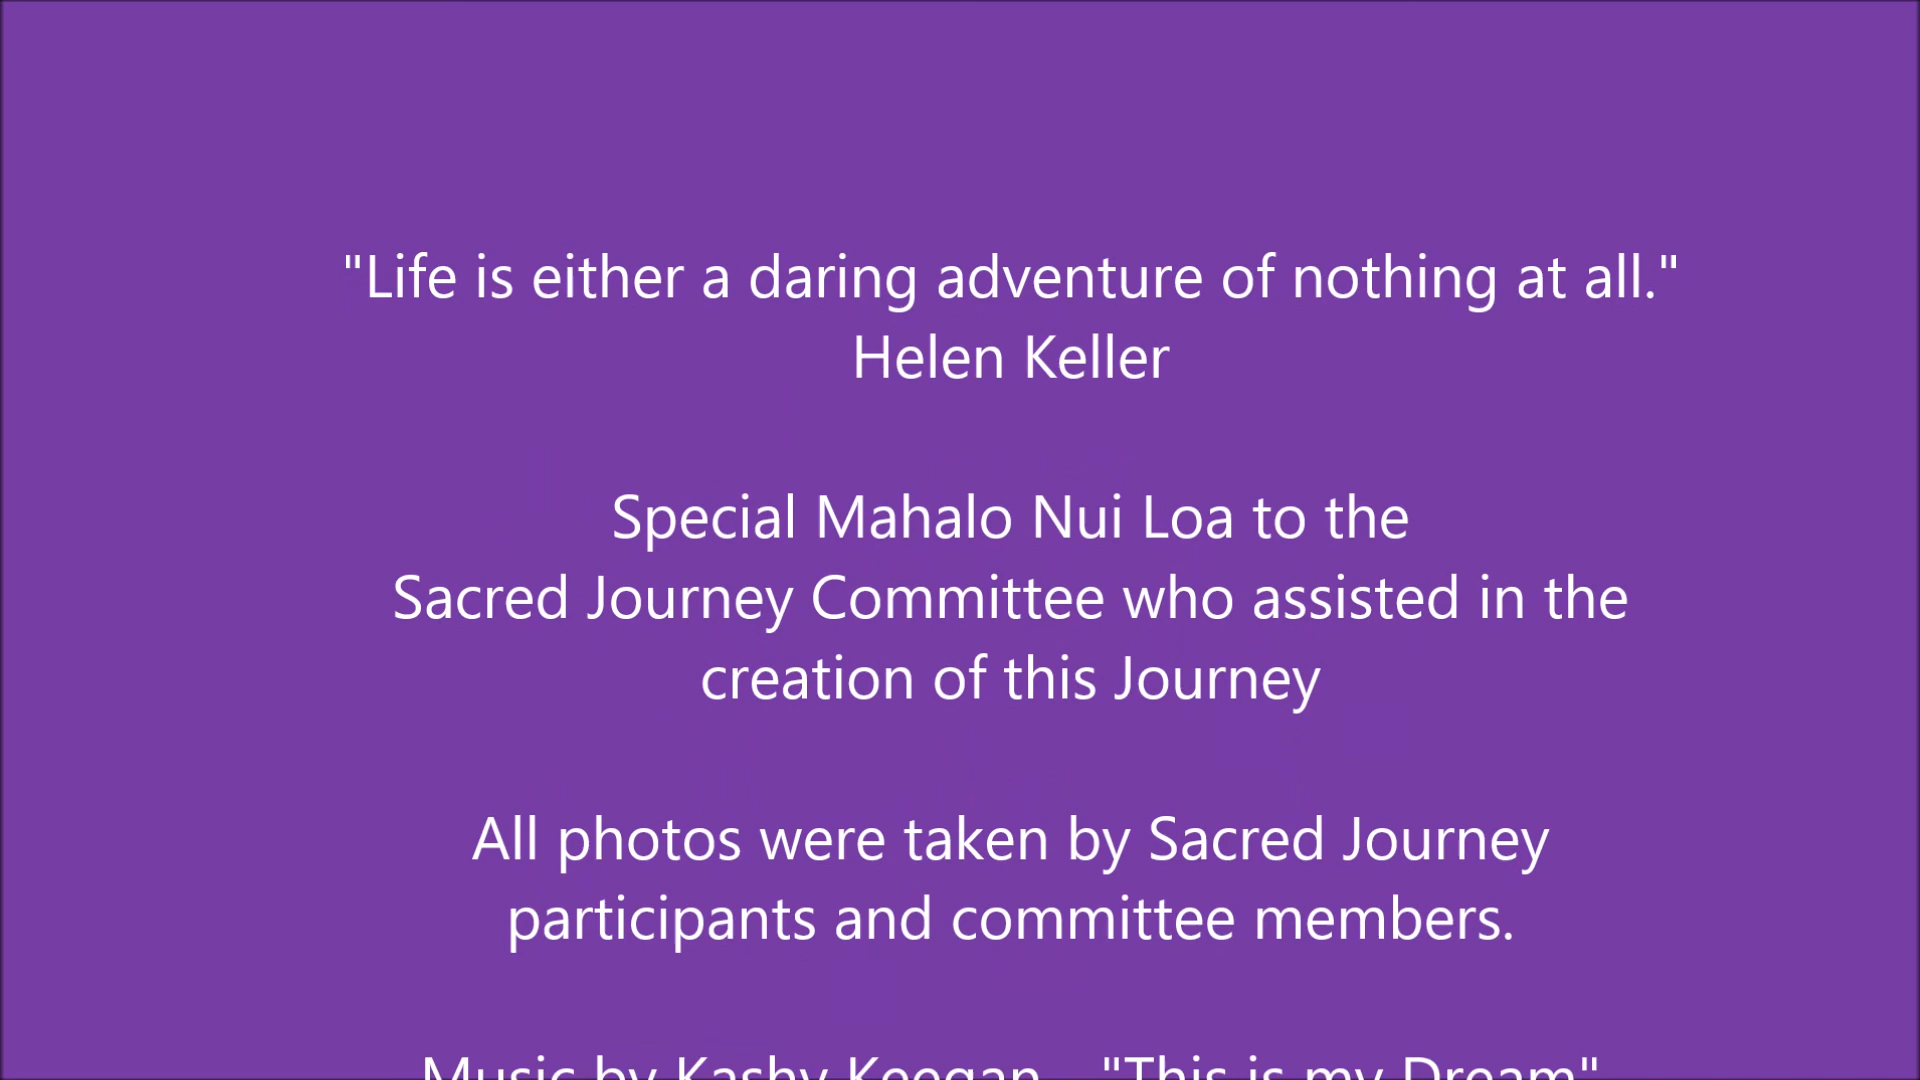 "Life is either a daring adventure of nothing at all."
Helen Keller
Special Mahalo Nui Loa to the
Sacred Journey Committee who assisted in the
creation of this Journey
All photos were taken by Sacred Journey
participants and committee members.
Music by Kashy Keegan - "This is my Dream"